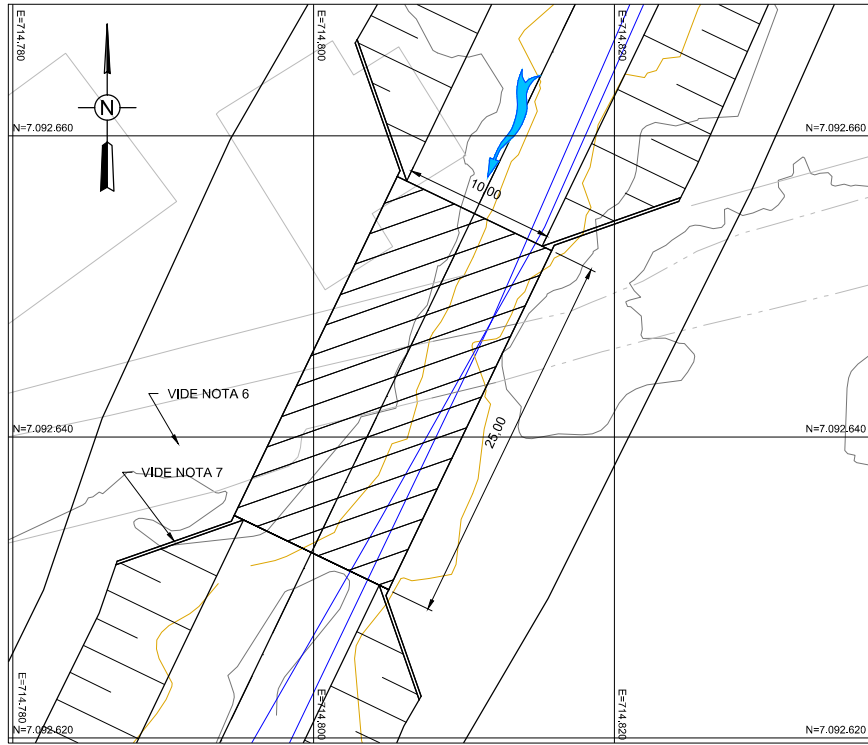 E=714.780
E=714.800
E=714.820
N
N=7.092.660
N=7.092.660
10,00
VIDE NOTA 6
25,00
N=7.092.640
N=7.092.640
VIDE NOTA 7
E=714.780
E=714.800
E=714.820
N=7.092.620
N=7.092.620